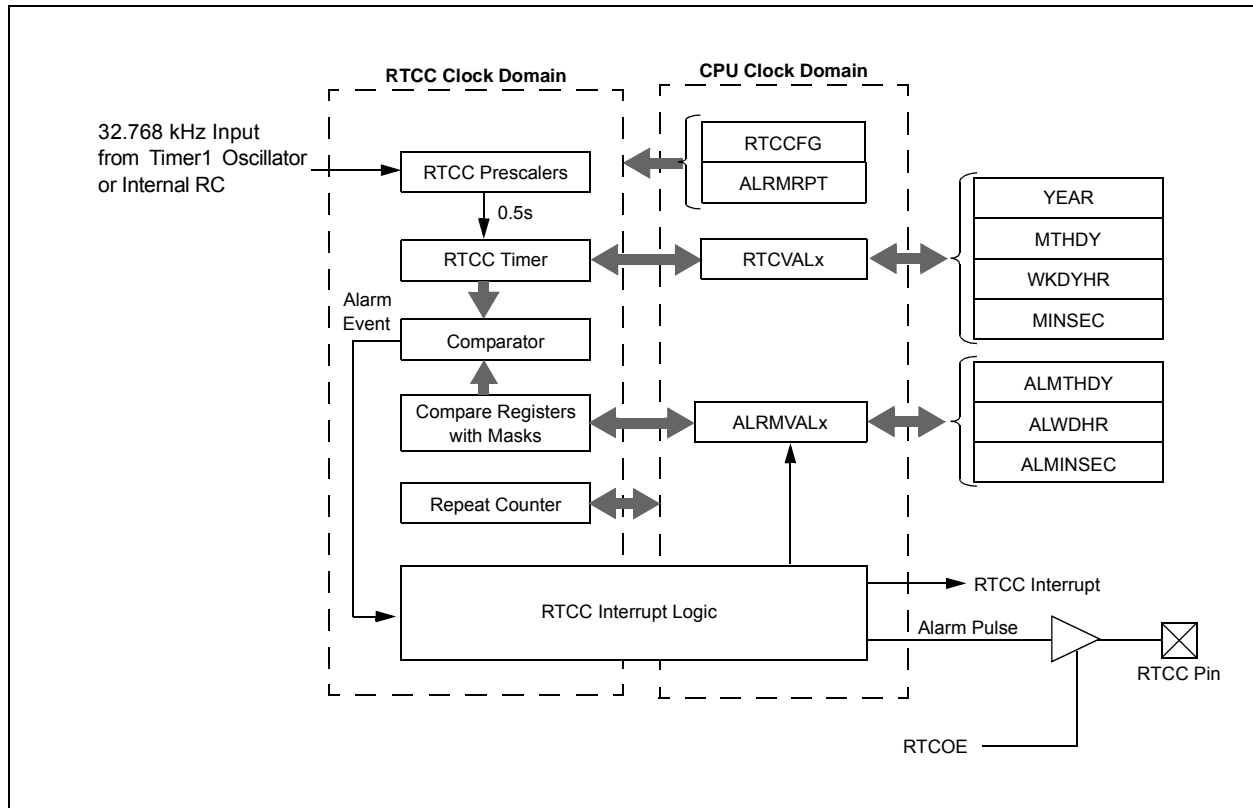 RTCC Clock Domain
CPU Clock Domain
32.768 kHz Input
from Timer1 Oscillator
or Internal RC
RTCC Prescalers
0.5s
RTCC Timer
Alarm
Event
Comparator
Compare Registers
with Masks
Repeat Counter
RTCC Interrupt Logic
RTCCFG
ALRMRPT
RTCVALx
ALRMVALx
YEAR
MTHDY
WKDYHR
MINSEC
ALMTHDY
ALWDHR
ALMINSEC
RTCC Interrupt
Alarm Pulse
RTCC Pin
RTCOE